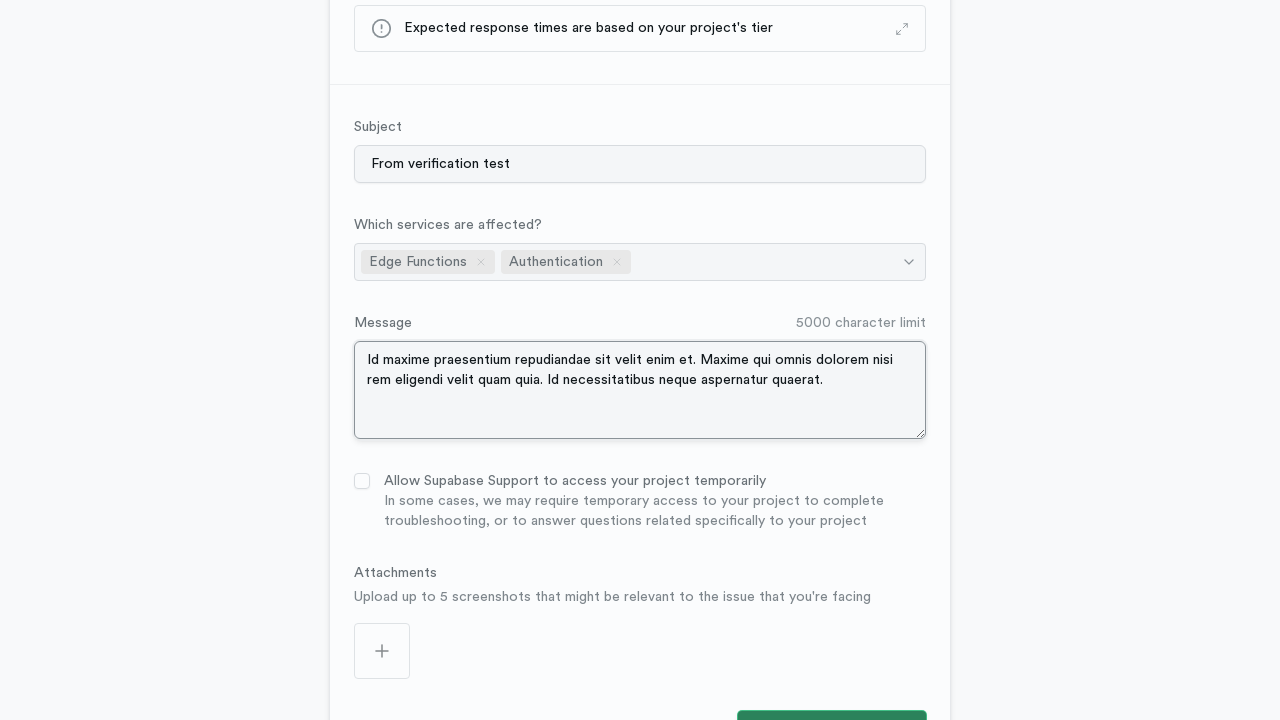 Expected response times are based on your project's tier
Subject
From verification test
Which services are affected?
Edge Functions Authentication
Message 5000 character limit
Id maxime praesentium repudiandae sit velit enim et. Maxime qui omnis dolorem nisi
rem eligendi velit quam quia. Id necessitatibus neque aspernatur quaerat.
Allow Supabase Support to access your project temporarily
In some cases, we may require temporary access to your project to complete
troubleshooting, or to answer questions related specifically to your project
Attachments
Upload up to 5 screenshots that might be relevant to the issue that you're facing